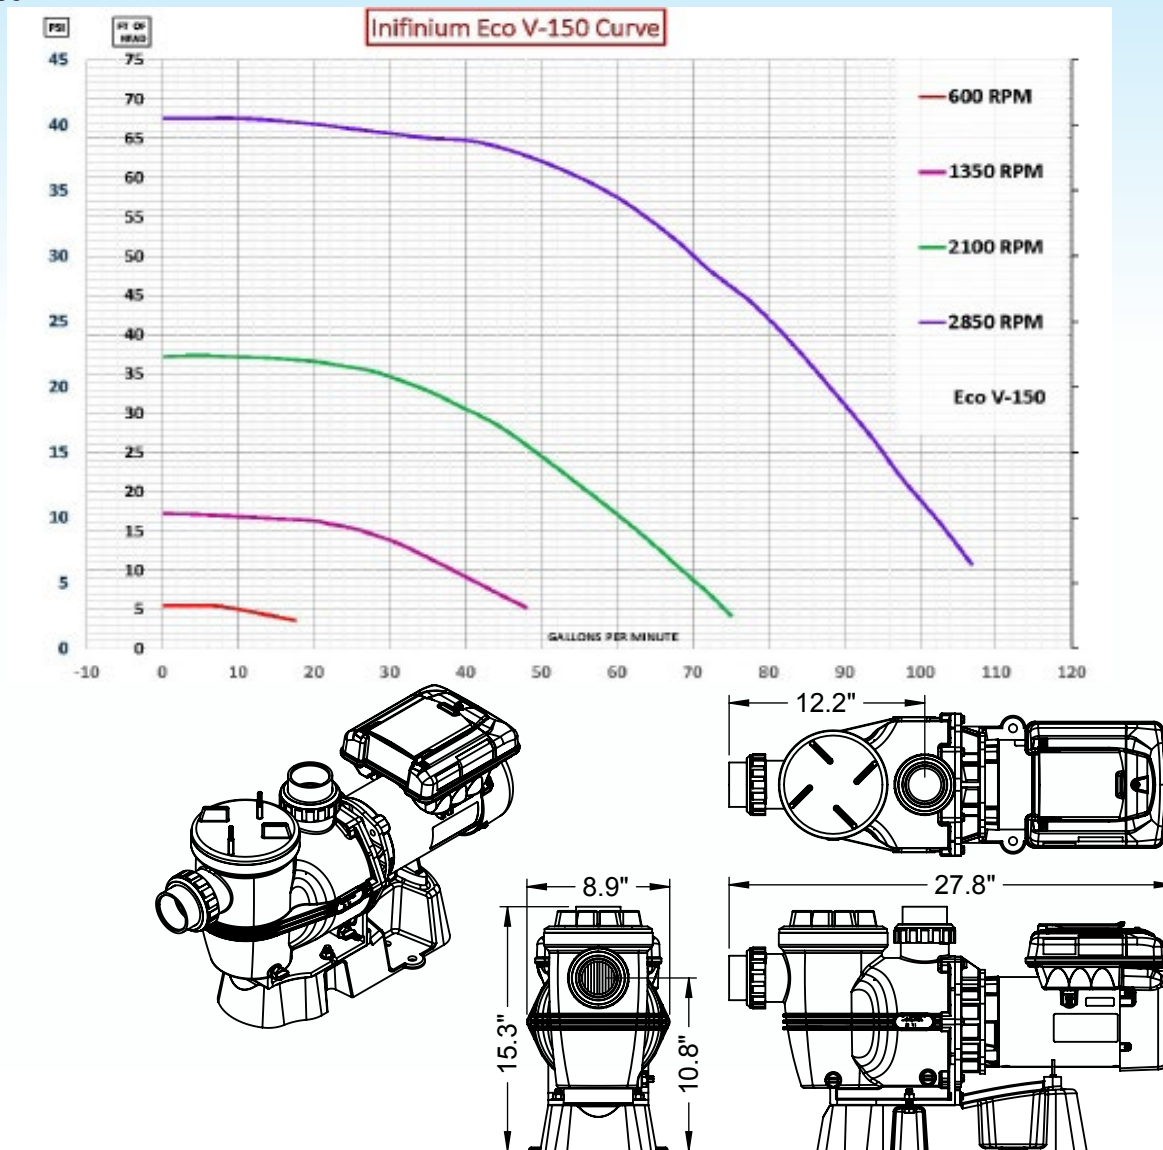 PSI
FT OF
HEAD
Inifinium Eco V-150 Curve
45
75
70
40
65
60
35
55
30
50
45
25
40
35
20
30
15
25
20
10
15
10
5
5
0
0
600 RPM
1350 RPM
2100 RPM
2850 RPM
Eco V-150
GALLONS PER MINUTE
-10 0 10 20 30 40 50 60 70 80 90 100 110 120
12.2"
8.9"
27.8"
15.3"
10.8"